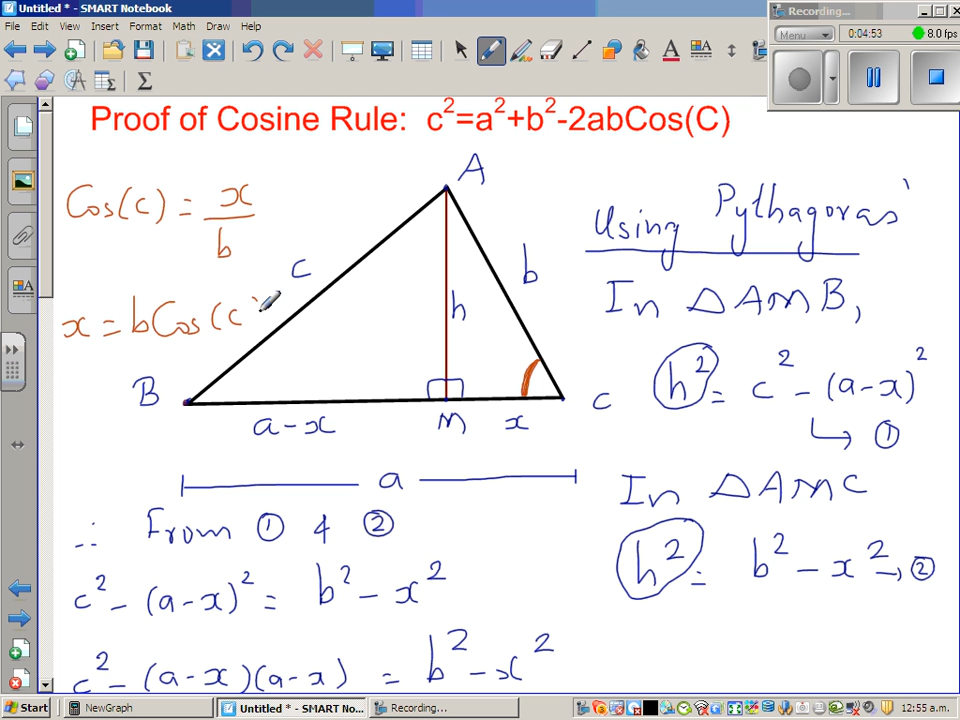 Untitled * - SMART Notebook
File Edit View Insert Format Tools Math Draw Help
Recording...
Menu 0:04:53 8.0 fps
Proof of Cosine Rule: c²=a²+b²-2abCos(C)
A
Cos(c) = x/b
Using Pythagoras'
c
b
In △AMB,
h
x = bCos(c)
B
a-x
M
x
c
h² = c² - (a-x)²
↳ ①
a
In △AMC
∴ From ① & ②
h² = b² - x² → ②
c² - (a-x)² = b² - x²
c² - (a-x)(a-x) = b² - x²
Start NewGraph Untitled * - SMART No... Recording... 12:55 a.m.